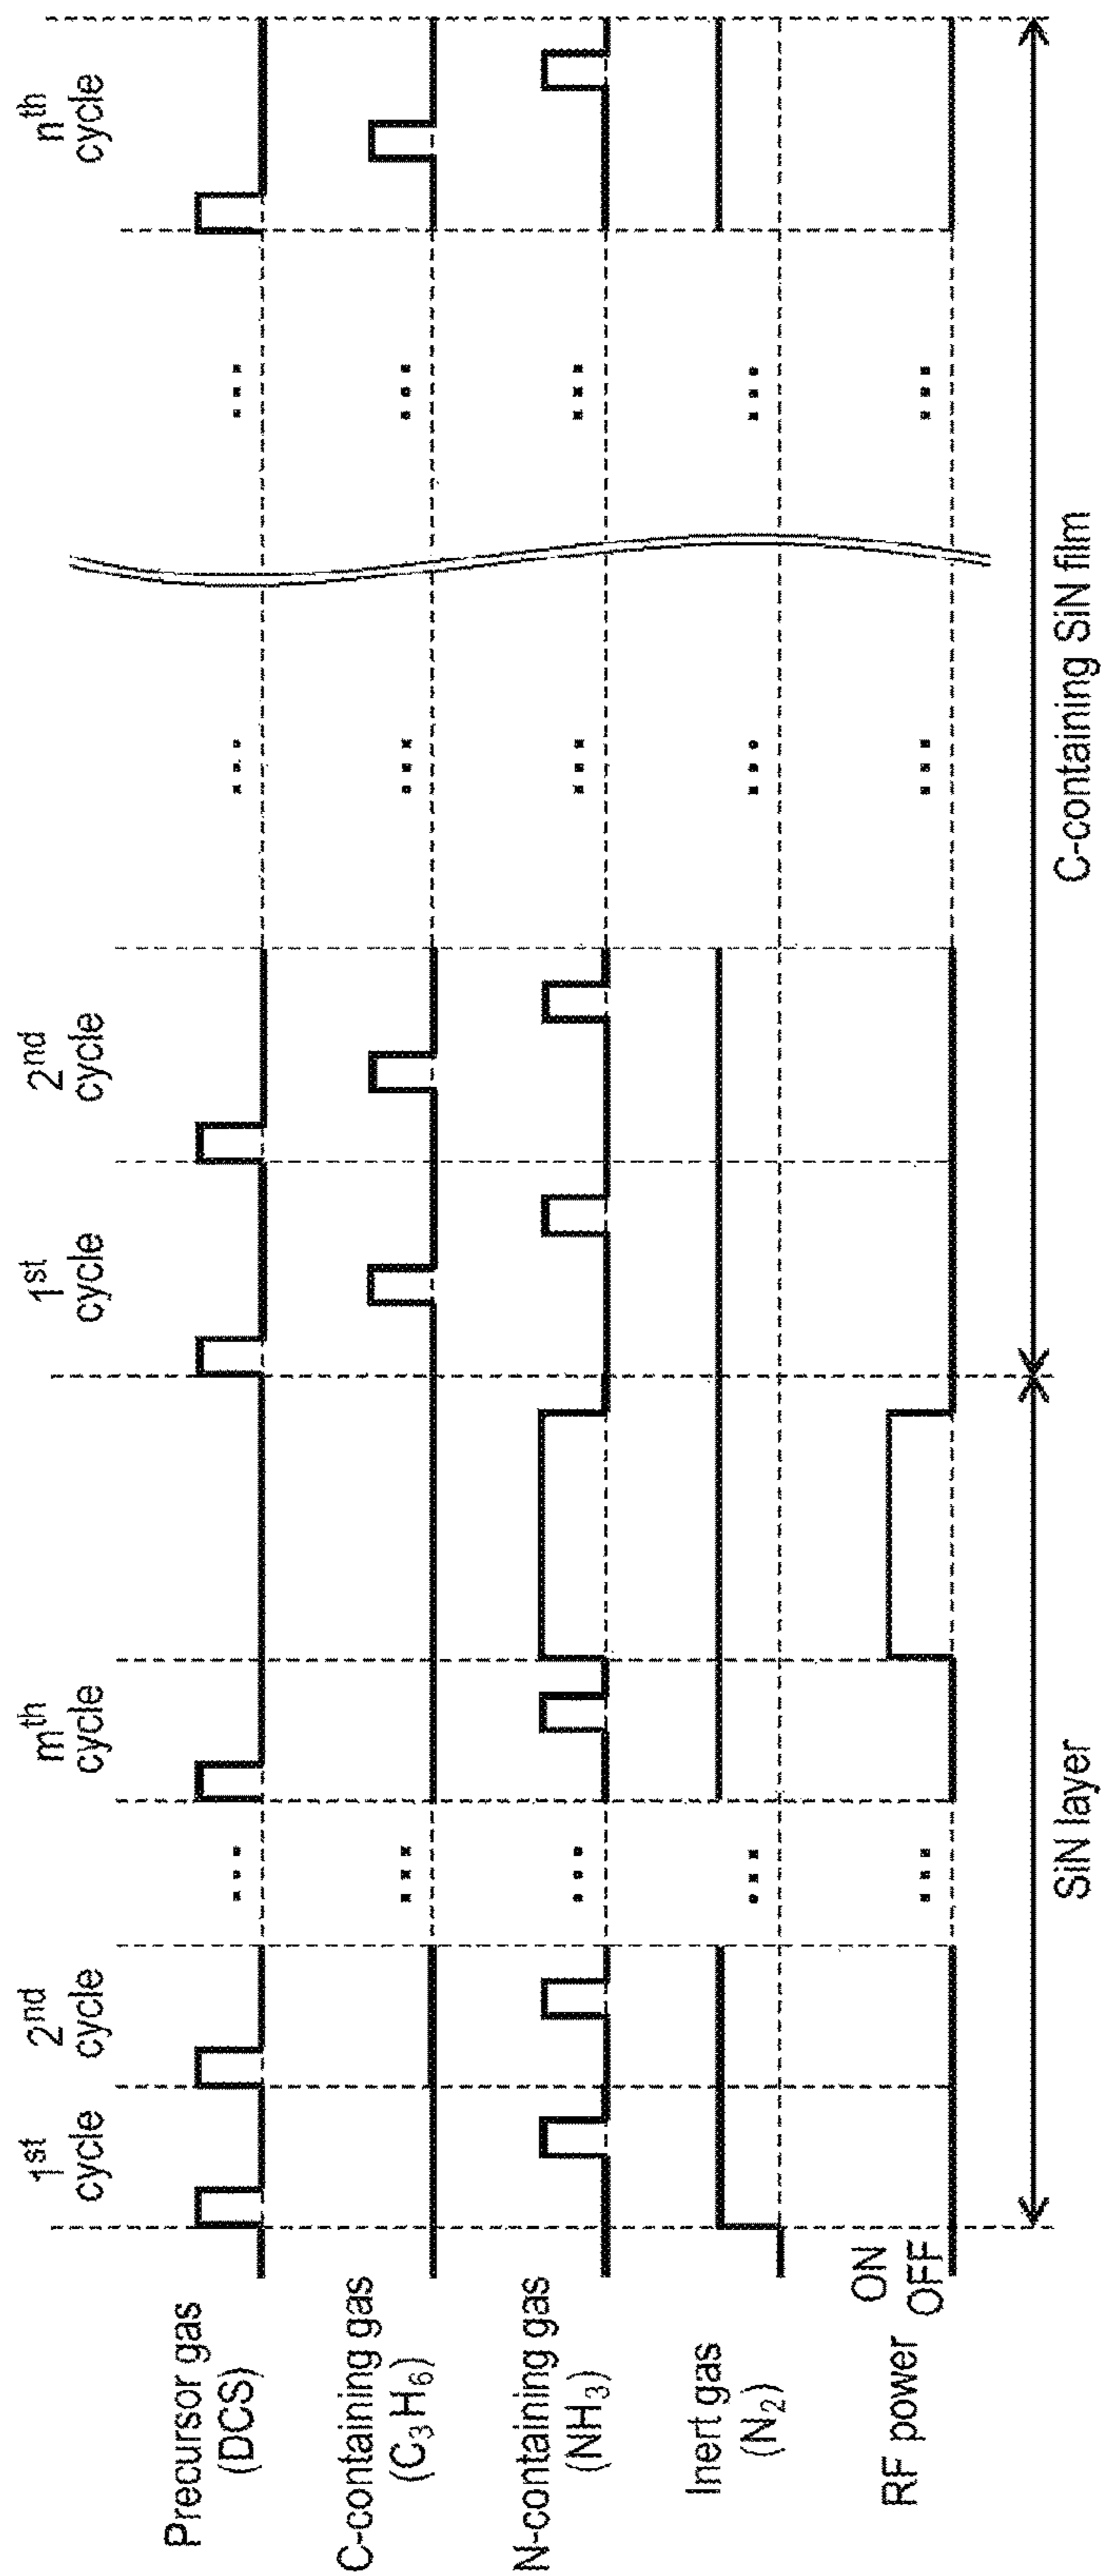 1st
cycle
2nd
cycle
mth
cycle
1st
cycle
2nd
cycle
nth
cycle
Precursor gas
(DCS)
C-containing gas
(C3H6)
N-containing gas
(NH3)
Inert gas
(N2)
RF power
ON
OFF
SiN layer
C-containing SiN film